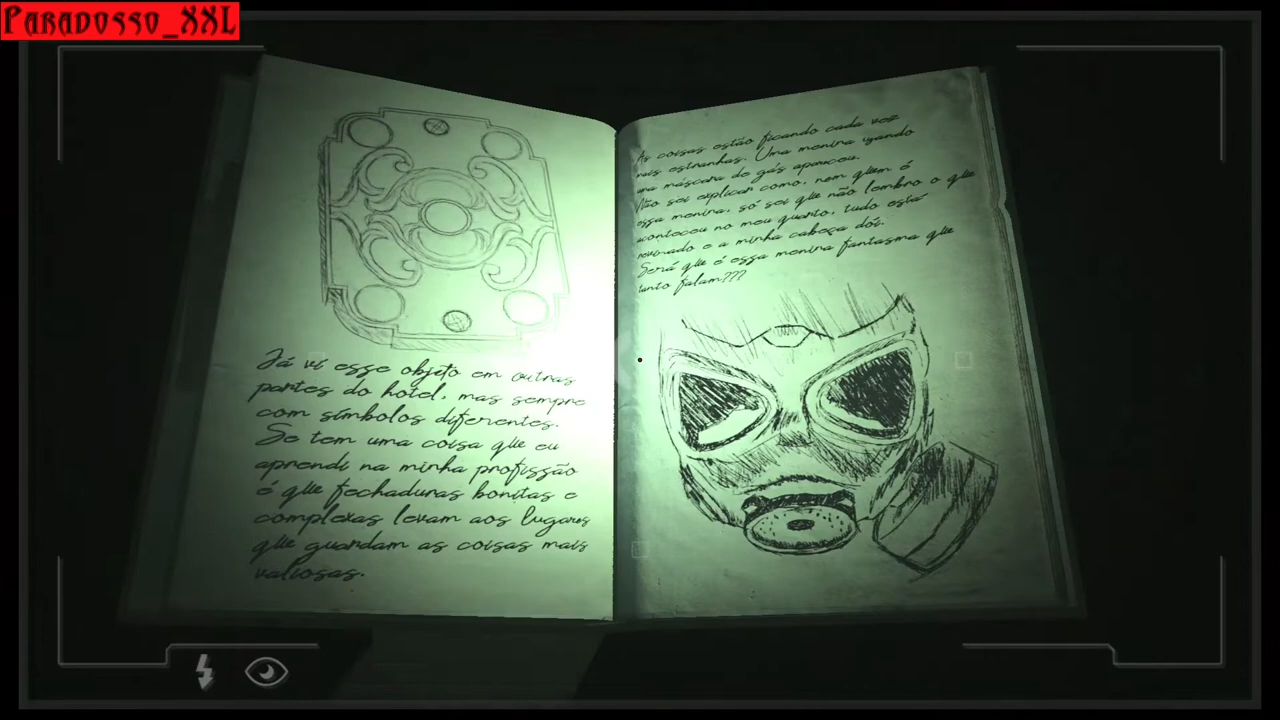 Paradosso_XXL
Já vi esse objeto em outras
partes do hotel, mas sempre
com símbolos diferentes.
Se tem uma coisa que eu
aprendi na minha profissão
é que fechaduras bonitas e
complexas levam aos lugares
que guardam as coisas mais
valiosas.
As coisas estão ficando cada vez
mais estranhas. Uma menina usando
uma máscara de gás apareceu.
Não sei explicar como, nem quem é
essa menina, só sei que não lembro o que
aconteceu no meu quarto, tudo está
revirado e a minha cabeça dói.
Será que é essa menina fantasma que
tanto falam???